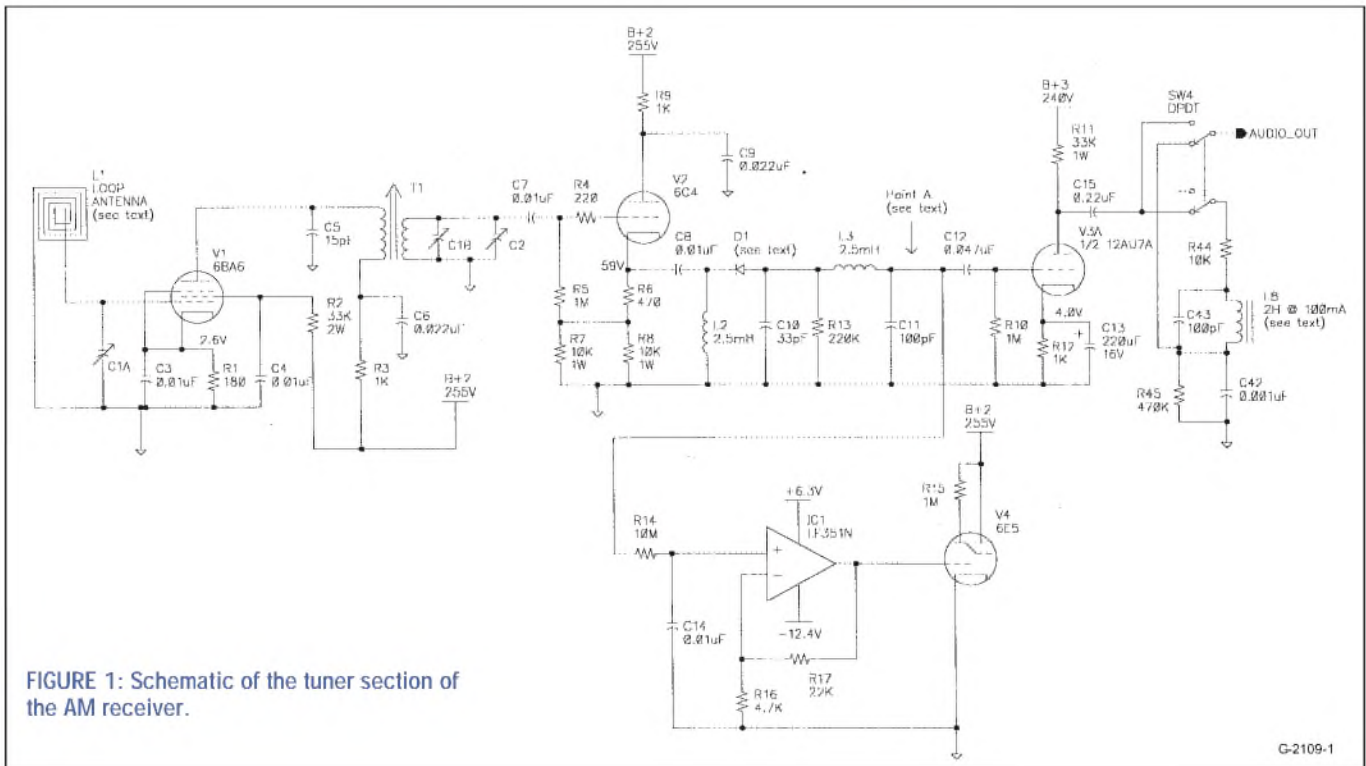 B+2
255V
R9
1K
C9
0.022uF
B+3
240V
SW4
DPDT
AUDIO_OUT
R11
33K
1W
L1
LOOP
ANTENNA
(see text)
T1
C5
15pF
C7
0.01uF
R4
220
V2
6C4
Point A
(see text)
C15
0.22uF
V1
6BA6
C1B
C2
59V
C8
0.01uF
D1
(see text)
L3
2.5mH
C12
0.047uF
V3A
1/2 12AU7A
R44
10K
R2
33K
2W
C6
0.022uF
R5
1M
R6
470
L2
2.5mH
C10
33pF
R13
220K
C11
100pF
R10
1M
4.0V
R12
1K
+
C13
220uF
16V
C43
100pF
L8
2H @ 100mA
(see text)
2.6V
C1A
C3
0.01uF
R1
180
C4
0.01uF
R3
1K
B+2
255V
R7
10K
1W
R8
10K
1W
R45
470K
C42
0.001uF
B+2
255V
+6.3V
R15
1M
V4
6E5
R14
10M
IC1
LF351N
+
-
-12.4V
C14
0.01uF
R17
22K
R16
4.7K
FIGURE 1: Schematic of the tuner section of
the AM receiver.
G-2109-1